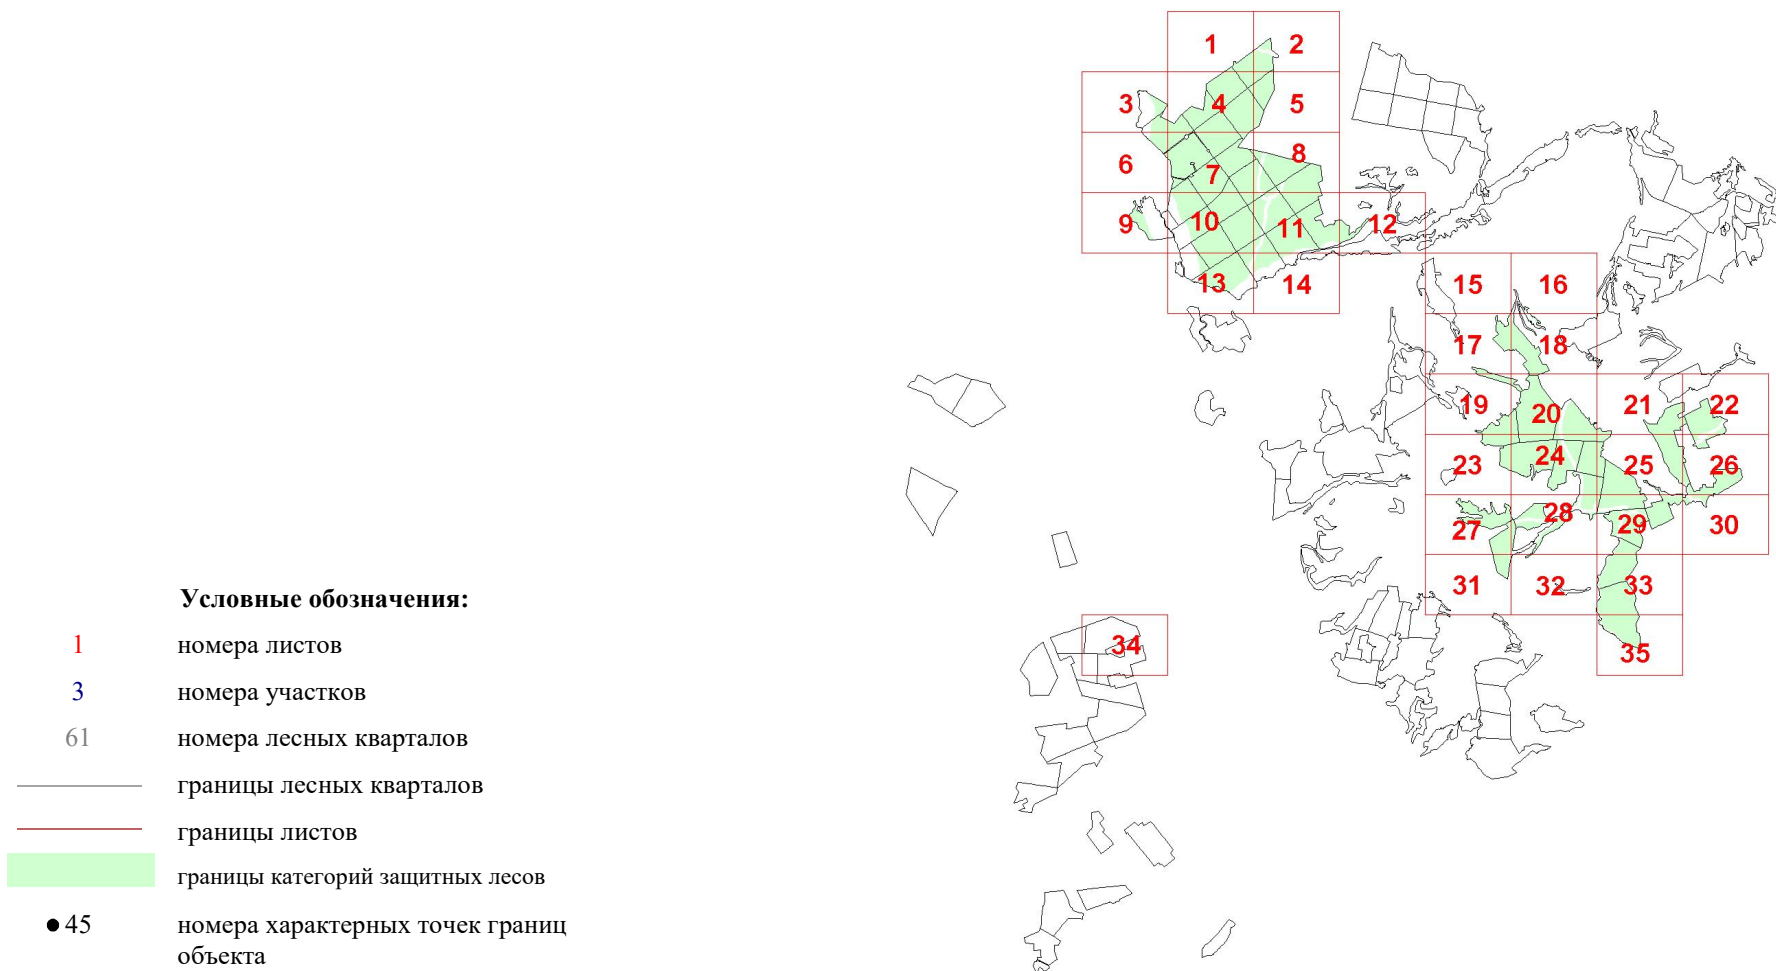 1 2
3 4 5
6 7 8
9 10 11 12
13 14
15 16
17 18
19 20 21 22
23 24 25 26
27 28 29 30
31 32 33
34 35
Условные обозначения:
1 номера листов
3 номера участков
61 номера лесных кварталов
границы лесных кварталов
границы листов
границы категорий защитных лесов
45 номера характерных точек границ
объекта